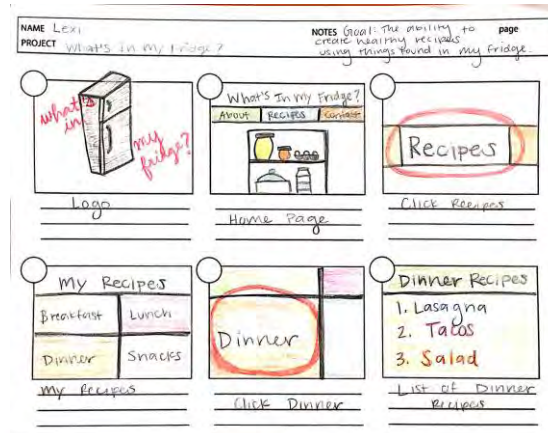 NAME Lexi
PROJECT What's In my Fridge?
NOTES Goal: The ability to
create healthy recipes
using things found in my fridge.
page
what's
in
my
fridge?
Logo
What's In my Fridge?
About Recipes Contact
Home Page
Recipes
Click Recipes
My Recipes
Breakfast Lunch
Dinner Snacks
My Recipes
Dinner
Click Dinner
Dinner Recipes
1. Lasagna
2. Tacos
3. Salad
List of Dinner
Recipes